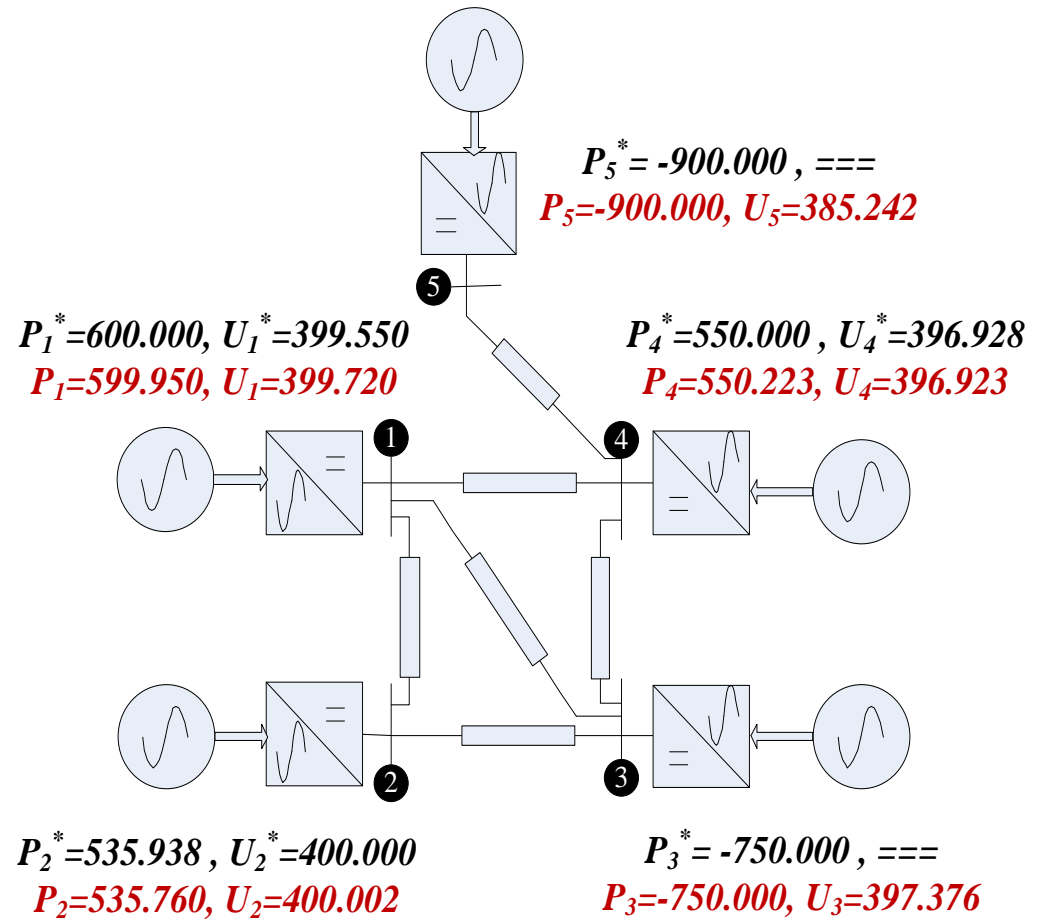 P5*= -900.000 , ===
P5=-900.000, U5=385.242
5
P1*=600.000, U1*=399.550
P1=599.950, U1=399.720
P4*=550.000 , U4*=396.928
P4=550.223, U4=396.923
1
4
2
3
P2*=535.938 , U2*=400.000
P2=535.760, U2=400.002
P3*= -750.000 , ===
P3=-750.000, U3=397.376